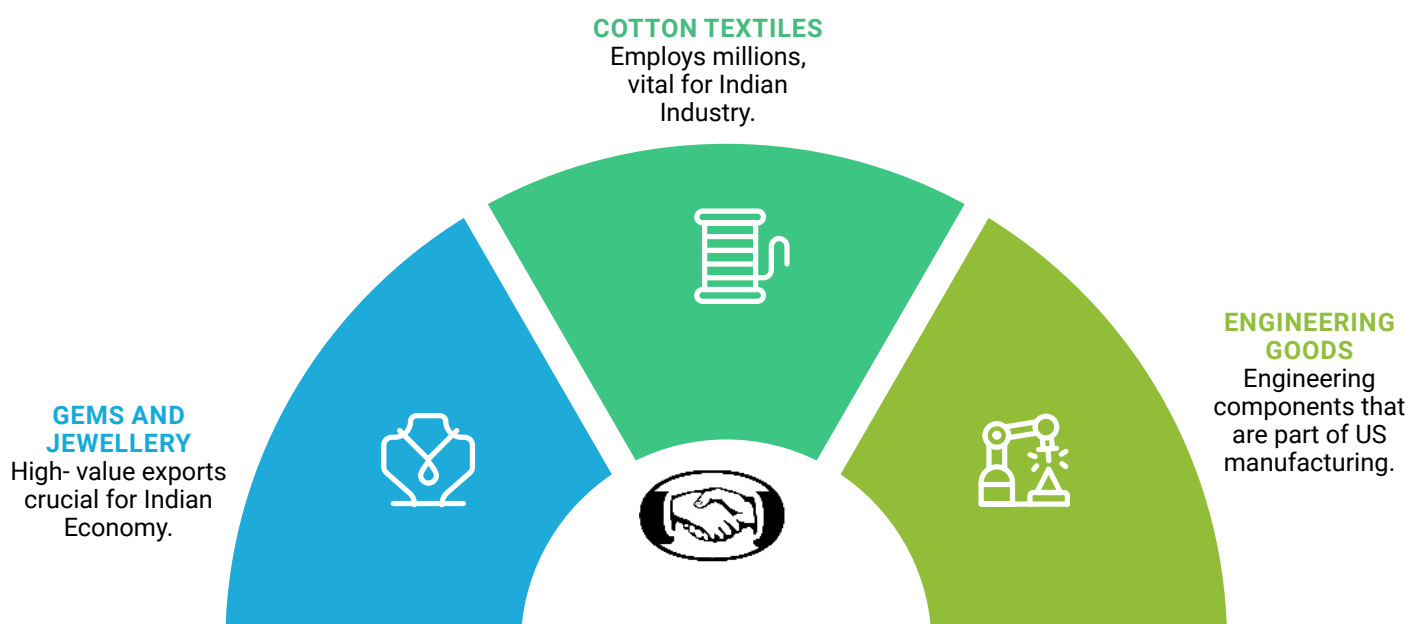 COTTON TEXTILES
Employs millions,
vital for Indian
Industry.
GEMS AND
JEWELLERY
High- value exports
crucial for Indian
Economy.
ENGINEERING
GOODS
Engineering
components that
are part of US
manufacturing.